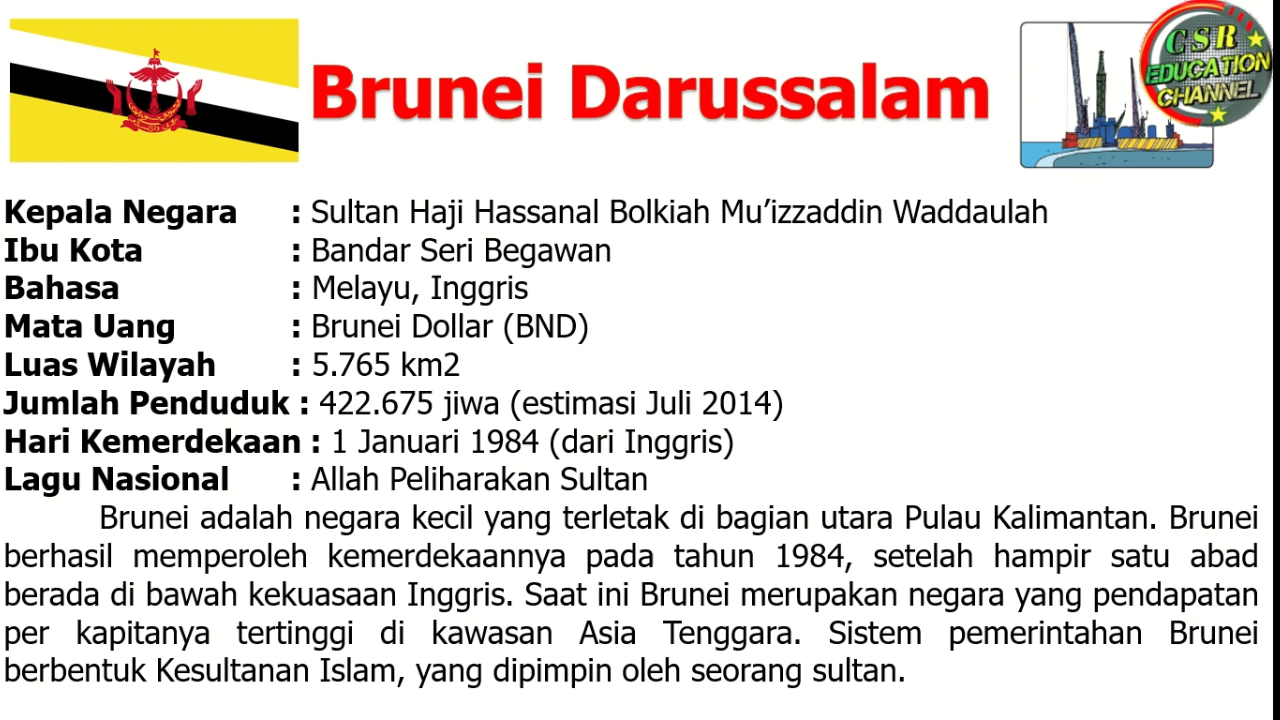 Brunei Darussalam
CSR
EDUCATION
CHANNEL
Kepala Negara : Sultan Haji Hassanal Bolkiah Mu’izzaddin Waddaulah
Ibu Kota : Bandar Seri Begawan
Bahasa : Melayu, Inggris
Mata Uang : Brunei Dollar (BND)
Luas Wilayah : 5.765 km2
Jumlah Penduduk : 422.675 jiwa (estimasi Juli 2014)
Hari Kemerdekaan : 1 Januari 1984 (dari Inggris)
Lagu Nasional : Allah Peliharakan Sultan
Brunei adalah negara kecil yang terletak di bagian utara Pulau Kalimantan. Brunei
berhasil memperoleh kemerdekaannya pada tahun 1984, setelah hampir satu abad
berada di bawah kekuasaan Inggris. Saat ini Brunei merupakan negara yang pendapatan
per kapitanya tertinggi di kawasan Asia Tenggara. Sistem pemerintahan Brunei
berbentuk Kesultanan Islam, yang dipimpin oleh seorang sultan.